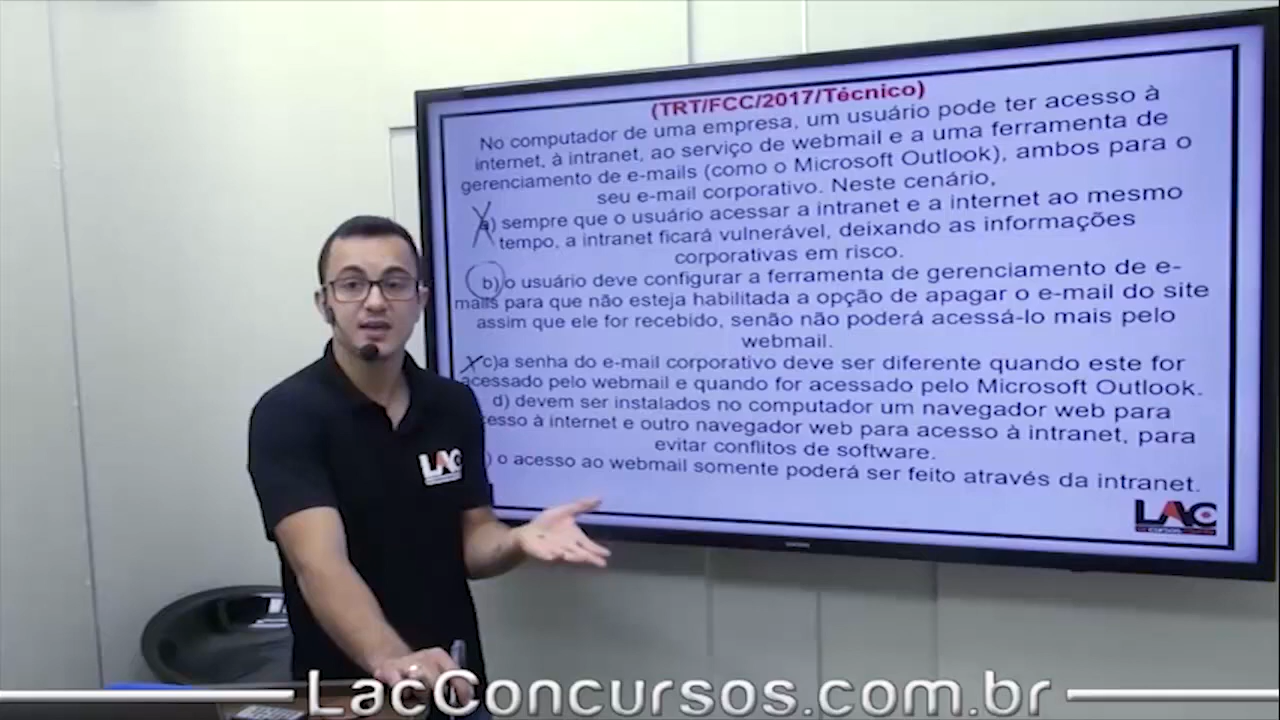 (TRT/FCC/2017/Técnico)
No computador de uma empresa, um usuário pode ter acesso à
internet, à intranet, ao serviço de webmail e a uma ferramenta de
gerenciamento de e-mails (como o Microsoft Outlook), ambos para o
seu e-mail corporativo. Neste cenário,
a) sempre que o usuário acessar a intranet e a internet ao mesmo
tempo, a intranet ficará vulnerável, deixando as informações
corporativas em risco.
b) o usuário deve configurar a ferramenta de gerenciamento de e-
mails para que não esteja habilitada a opção de apagar o e-mail do site
assim que ele for recebido, senão não poderá acessá-lo mais pelo
webmail.
c)a senha do e-mail corporativo deve ser diferente quando este for
acessado pelo webmail e quando for acessado pelo Microsoft Outlook.
d) devem ser instalados no computador um navegador web para
esso à internet e outro navegador web para acesso à intranet, para
evitar conflitos de software.
) o acesso ao webmail somente poderá ser feito através da intranet.
LAC
LAC
LacConcursos.com.br